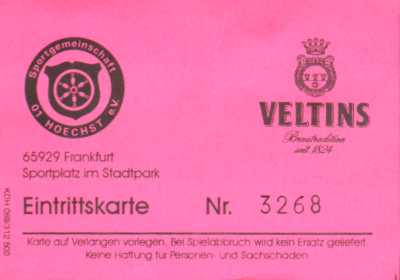 Sportgemeinschaft
01 HOECHST e.V.
VELTINS
Brautradition
seit 1824
65929 Frankfurt
Sportplatz im Stadtpark
Eintrittskarte Nr. 3268
Karte auf Verlangen vorlegen. Bei Spielabbruch wird kein Ersatz geliefert
Keine Haftung für Personen- und Sachschäden